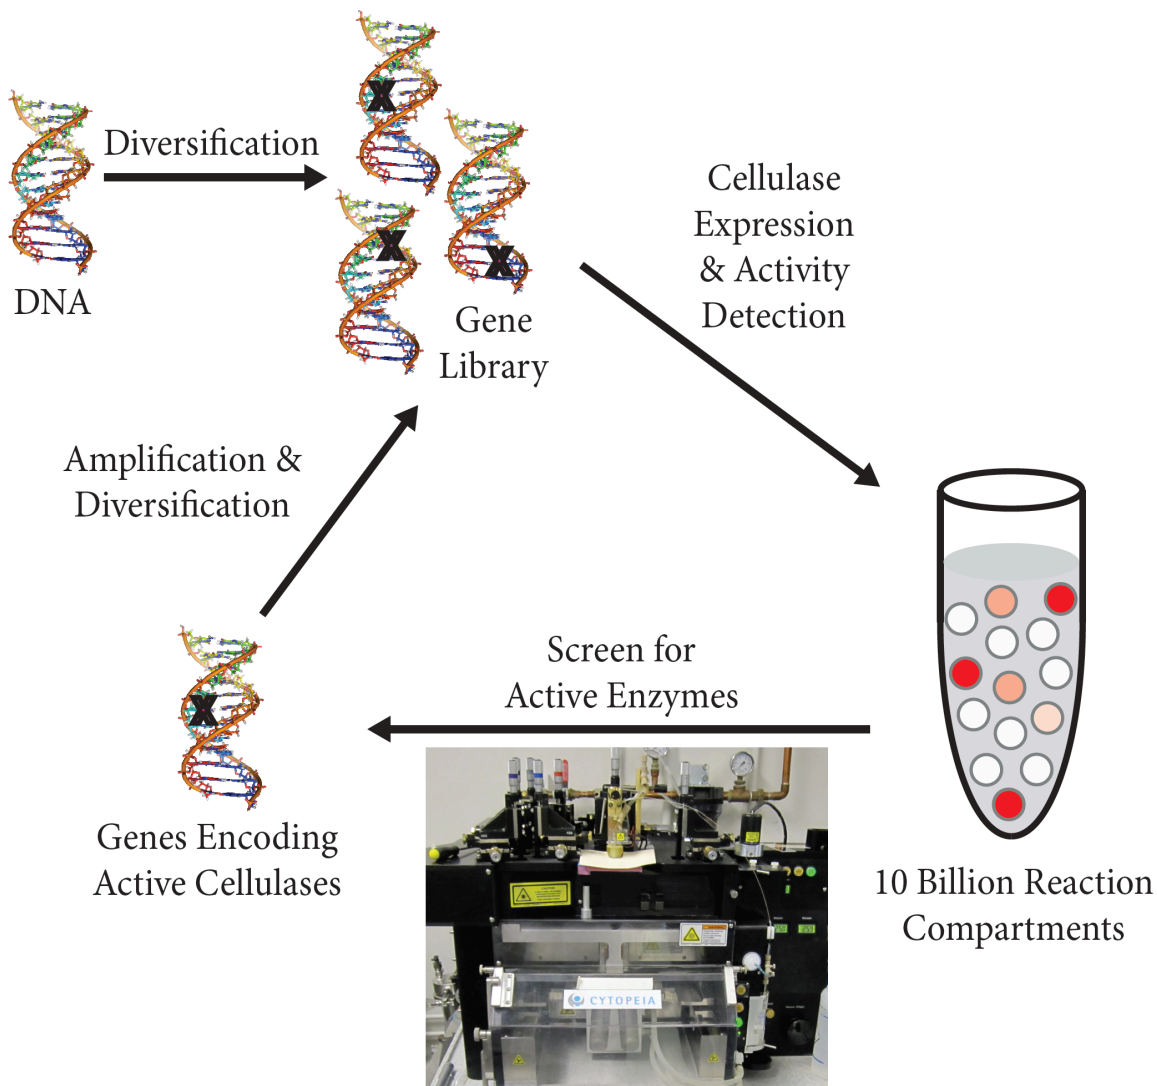 DNA
Diversification
Gene
Library
Cellulase
Expression
& Activity
Detection
10 Billion Reaction
Compartments
Screen for
Active Enzymes
CYTOPEIA
Genes Encoding
Active Cellulases
Amplification &
Diversification